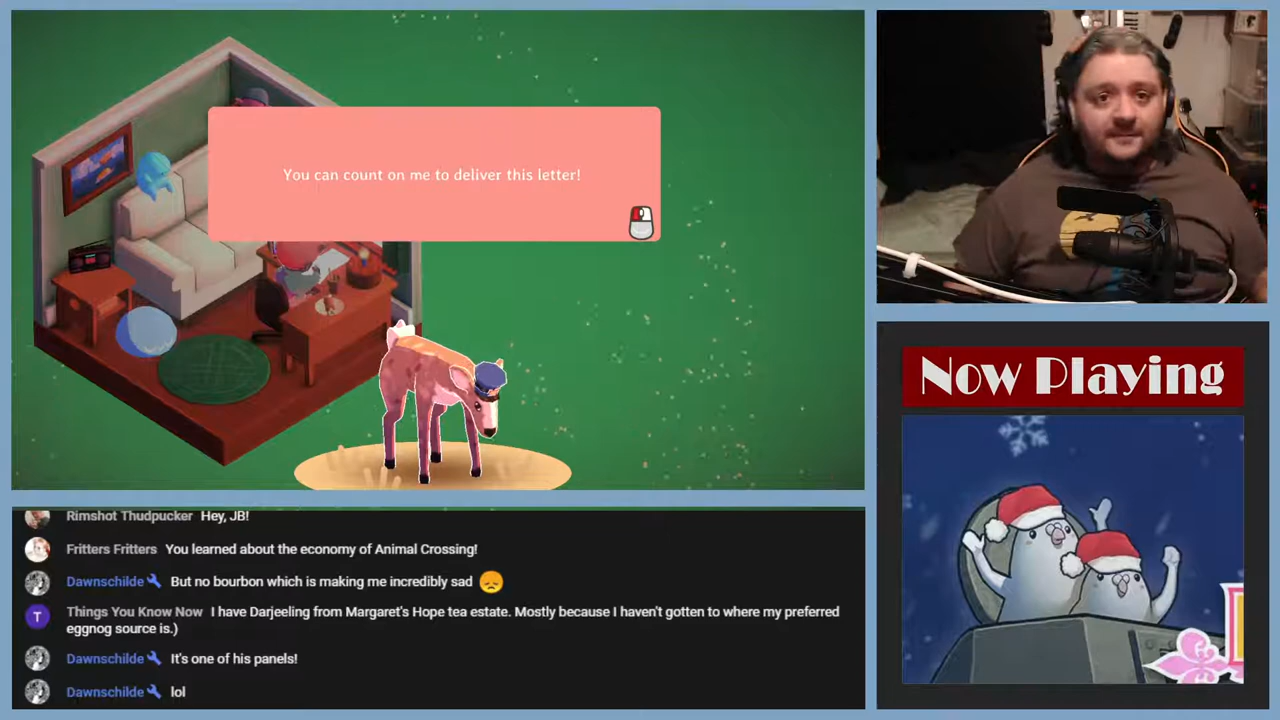 You can count on me to deliver this letter!
Now Playing
Rimshot Thudpucker Hey, JB!
Fritters Fritters You learned about the economy of Animal Crossing!
Dawnschilde But no bourbon which is making me incredibly sad
T Things You Know Now I have Darjeeling from Margaret's Hope tea estate. Mostly because I haven't gotten to where my preferred
eggnog source is.)
Dawnschilde It's one of his panels!
Dawnschilde lol